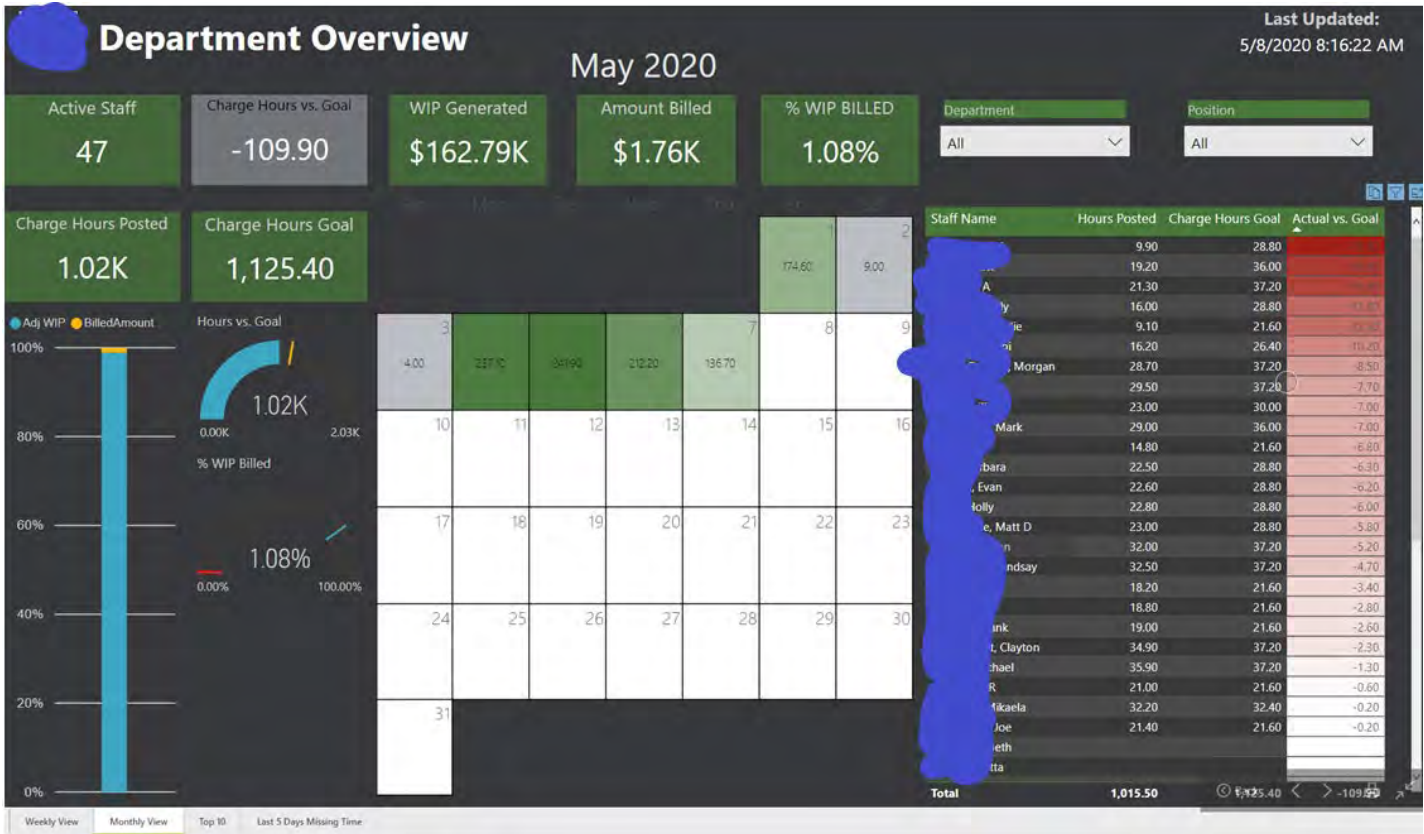 Department Overview
Last Updated:
5/8/2020 8:16:22 AM
May 2020
Active Staff
47
Charge Hours vs. Goal
-109.90
WIP Generated
$162.79K
Amount Billed
$1.76K
% WIP BILLED
1.08%
Department
All
Position
All
Charge Hours Posted
1.02K
Charge Hours Goal
1,125.40
Adj WIP BilledAmount
100%
80%
60%
40%
20%
0%
Hours vs. Goal
1.02K
0.00K 2.03K
% WIP Billed
1.08%
0.00% 100.00%
1 2
174.60 9.00
3 7 8 9
4.00 212.20 136.70
10 11 12 13 14 15 16
17 18 19 20 21 22 23
24 25 26 27 28 29 30
31
Staff Name Hours Posted Charge Hours Goal Actual vs. Goal
9.90 28.80
19.20 36.00
A 21.30 37.20
16.00 28.80
9.10 21.60
16.20 26.40 -10.20
, Morgan 28.70 37.20 -8.50
29.50 37.20 -7.70
23.00 30.00 -7.00
Mark 29.00 36.00 -7.00
14.80 21.60 -6.80
bara 22.50 28.80 -6.30
, Evan 22.60 28.80 -6.20
Holly 22.80 28.80 -6.00
e, Matt D 23.00 28.80 -5.80
n 32.00 37.20 -5.20
ndsay 32.50 37.20 -4.70
18.20 21.60 -3.40
18.80 21.60 -2.80
ank 19.00 21.60 -2.60
t, Clayton 34.90 37.20 -2.30
chael 35.90 37.20 -1.30
R 21.00 21.60 -0.60
Mikaela 32.20 32.40 -0.20
Joe 21.40 21.60 -0.20
eth
tta
Total 1,015.50
Weekly View Monthly View Top 10 Last 5 Days Missing Time